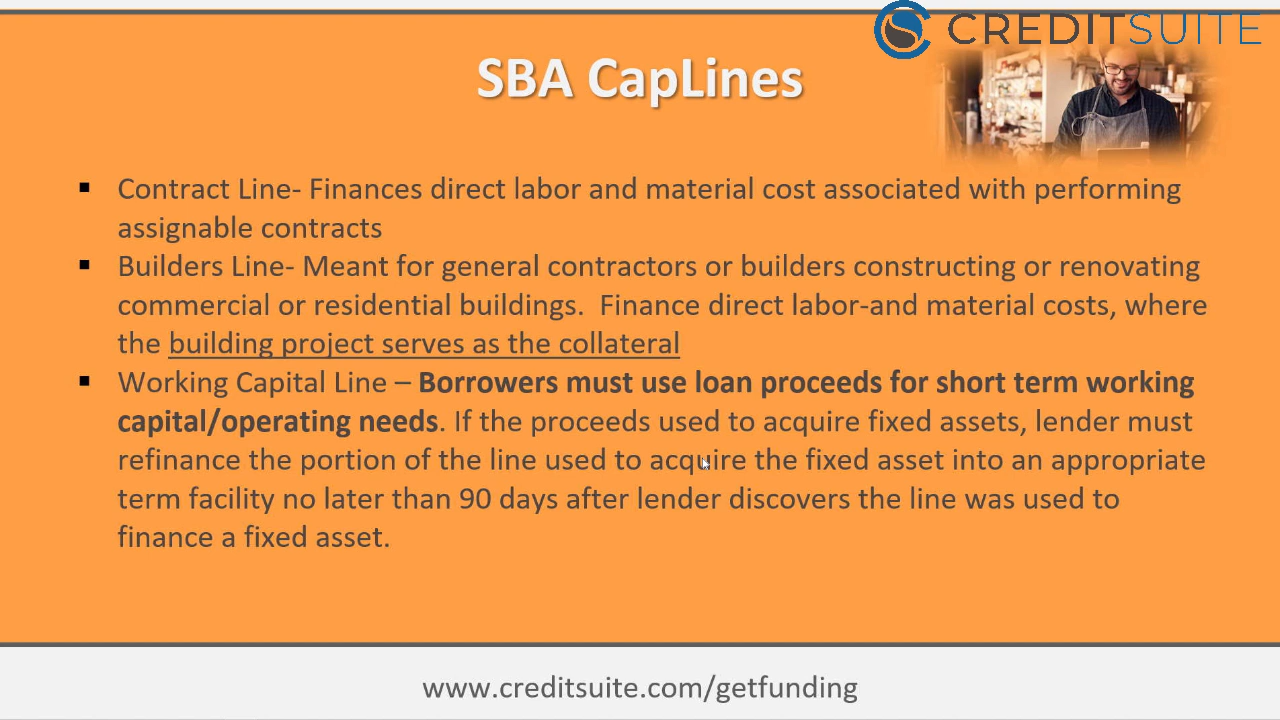 CREDITSUITE
SBA CapLines
▪ Contract Line- Finances direct labor and material cost associated with performing
assignable contracts
▪ Builders Line- Meant for general contractors or builders constructing or renovating
commercial or residential buildings.  Finance direct labor-and material costs, where
the building project serves as the collateral
▪ Working Capital Line – Borrowers must use loan proceeds for short term working
capital/operating needs. If the proceeds used to acquire fixed assets, lender must
refinance the portion of the line used to acquire the fixed asset into an appropriate
term facility no later than 90 days after lender discovers the line was used to
finance a fixed asset.
www.creditsuite.com/getfunding